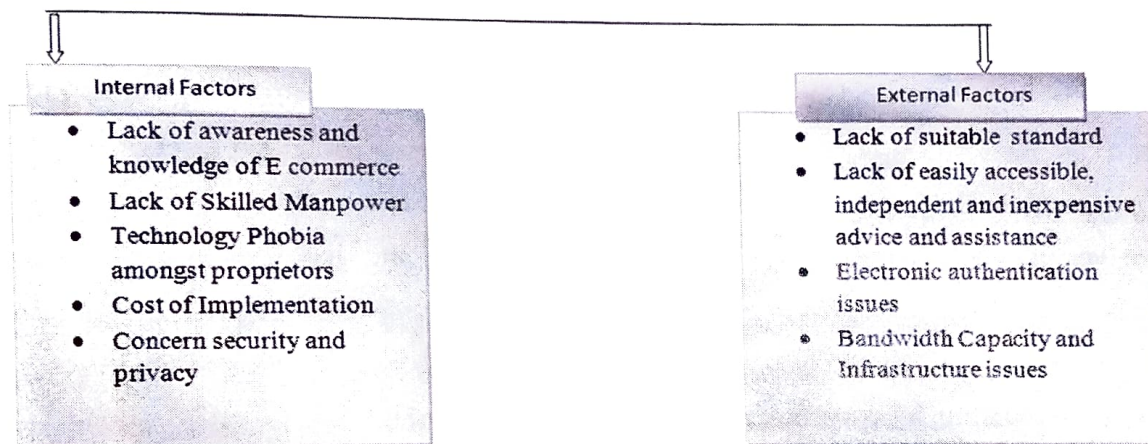 Internal Factors
• Lack of awareness and
knowledge of E commerce
• Lack of Skilled Manpower
• Technology Phobia
amongst proprietors
• Cost of Implementation
• Concern security and
privacy
External Factors
• Lack of suitable standard
• Lack of easily accessible,
independent and inexpensive
advice and assistance
• Electronic authentication
issues
• Bandwidth Capacity and
Infrastructure issues